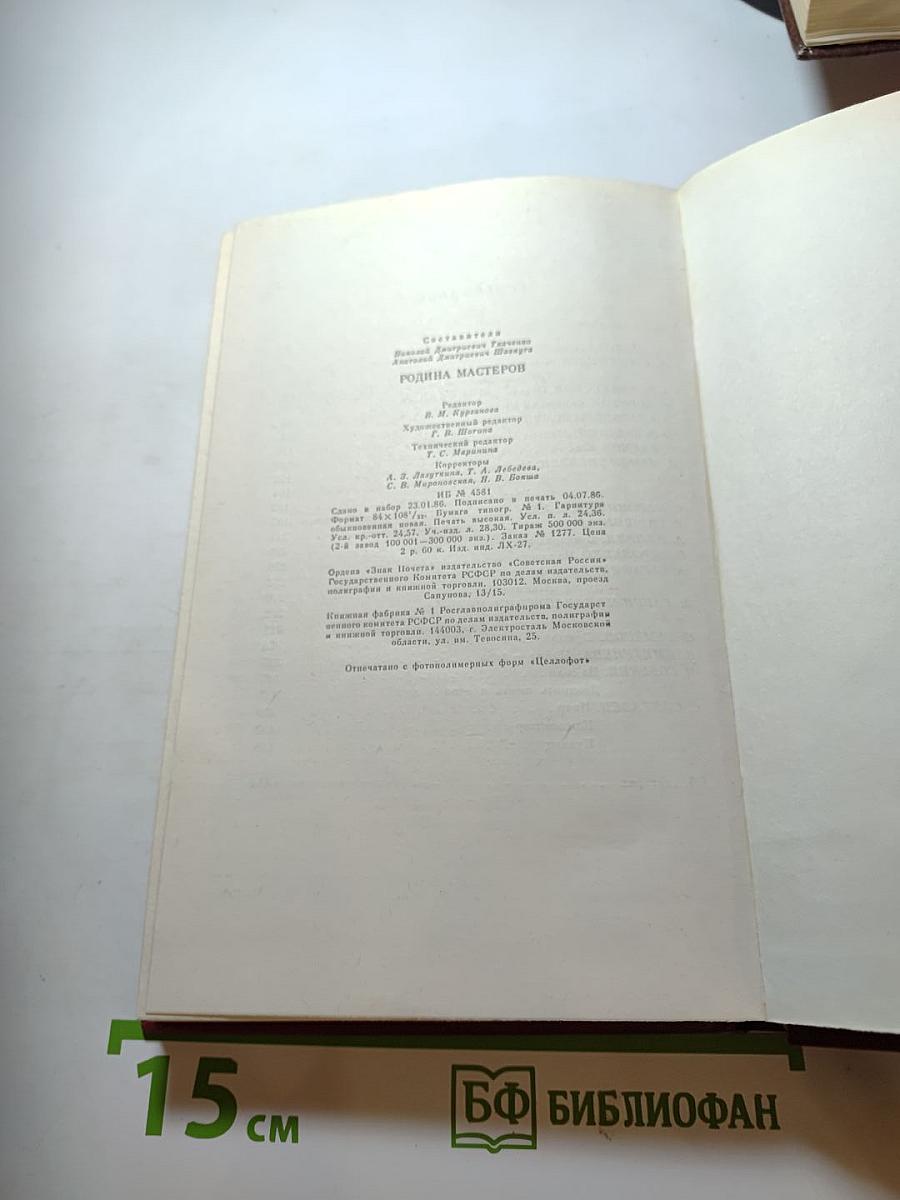 Составители
Николай Дмитриевич Ткаченко
Анатолий Дмитриевич Шавкута
РОДИНА МАСТЕРОВ
Редактор
В. М. Курганова
Художественный редактор
Г. В. Шотина
Технический редактор
Т. С. Маринина
Корректоры
Л. З. Лазуткина, Т. А. Лебедева,
С. В. Мироновская, Н. В. Бокша
ИБ № 4581
Сдано в набор 23.01.86. Подписано в печать 04.07.86.
Формат 84×108¹/₃₂. Бумага типогр. № 1. Гарнитура
обыкновенная новая. Печать высокая. Усл. п. л. 24,36.
Усл. кр.-отт. 24,57. Уч.-изд. л. 28,30. Тираж 500 000 экз.
(2-й завод 100 001—300 000 экз.). Заказ № 1277. Цена
2 р. 60 к. Изд. инд. ЛХ-27.
Ордена «Знак Почета» издательство «Советская Россия»
Государственного Комитета РСФСР по делам издательств,
полиграфии и книжной торговли. 103012. Москва, проезд
Сапунова, 13/15.
Книжная фабрика № 1 Росглавполиграфпрома Государст
венного комитета РСФСР по делам издательств, полиграфии
и книжной торговли. 144003, г. Электросталь Московской
области, ул. им. Тевосяна, 25.
Отпечатано с фотополимерных форм «Целлофот»
15 см
БФ БИБЛИОФАН